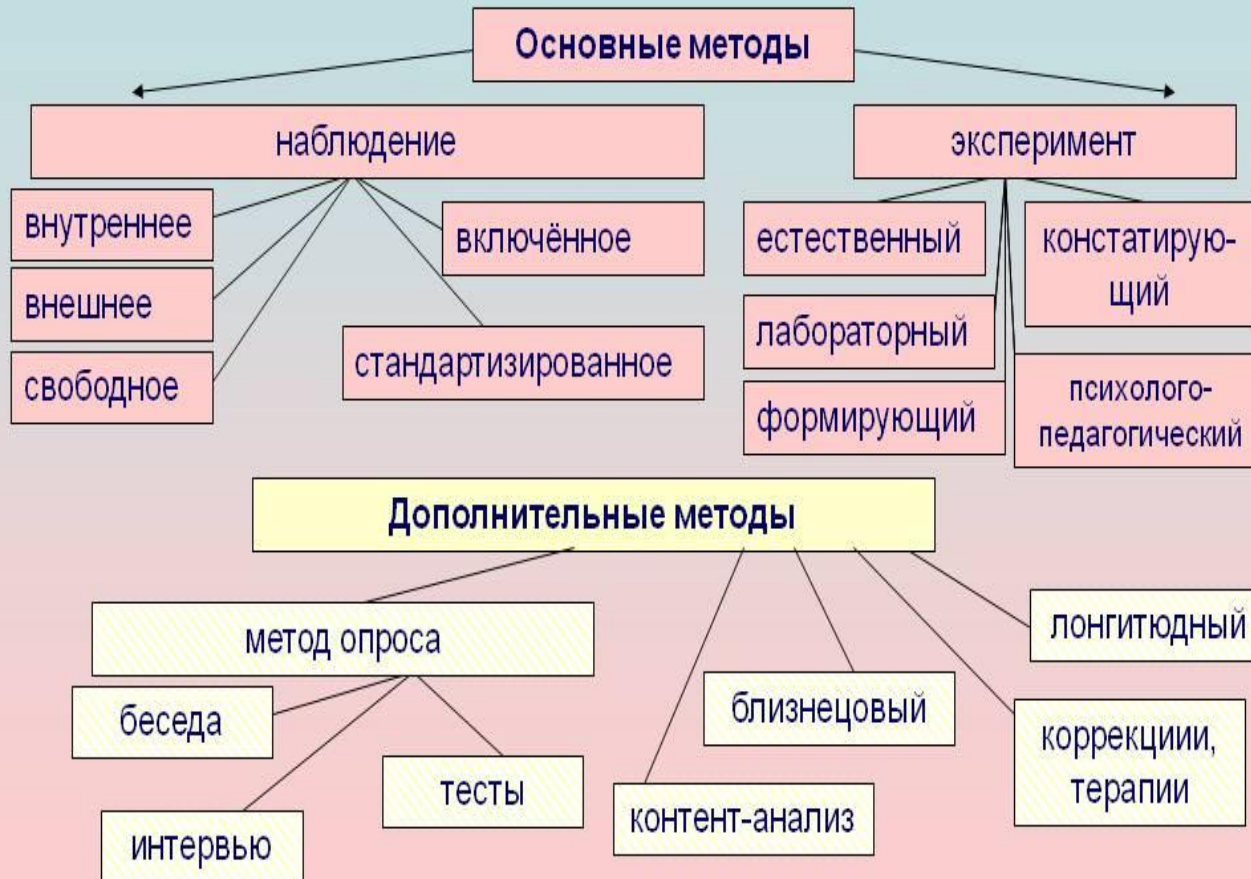 Основные методы
наблюдение
эксперимент
внутреннее
включённое
внешнее
стандартизированное
свободное
естественный
констатирую-
щий
лабораторный
формирующий
психолого-
педагогический
Дополнительные методы
метод опроса
лонгитюдный
беседа
близнецовый
тесты
коррекциии,
терапии
интервью
контент-анализ